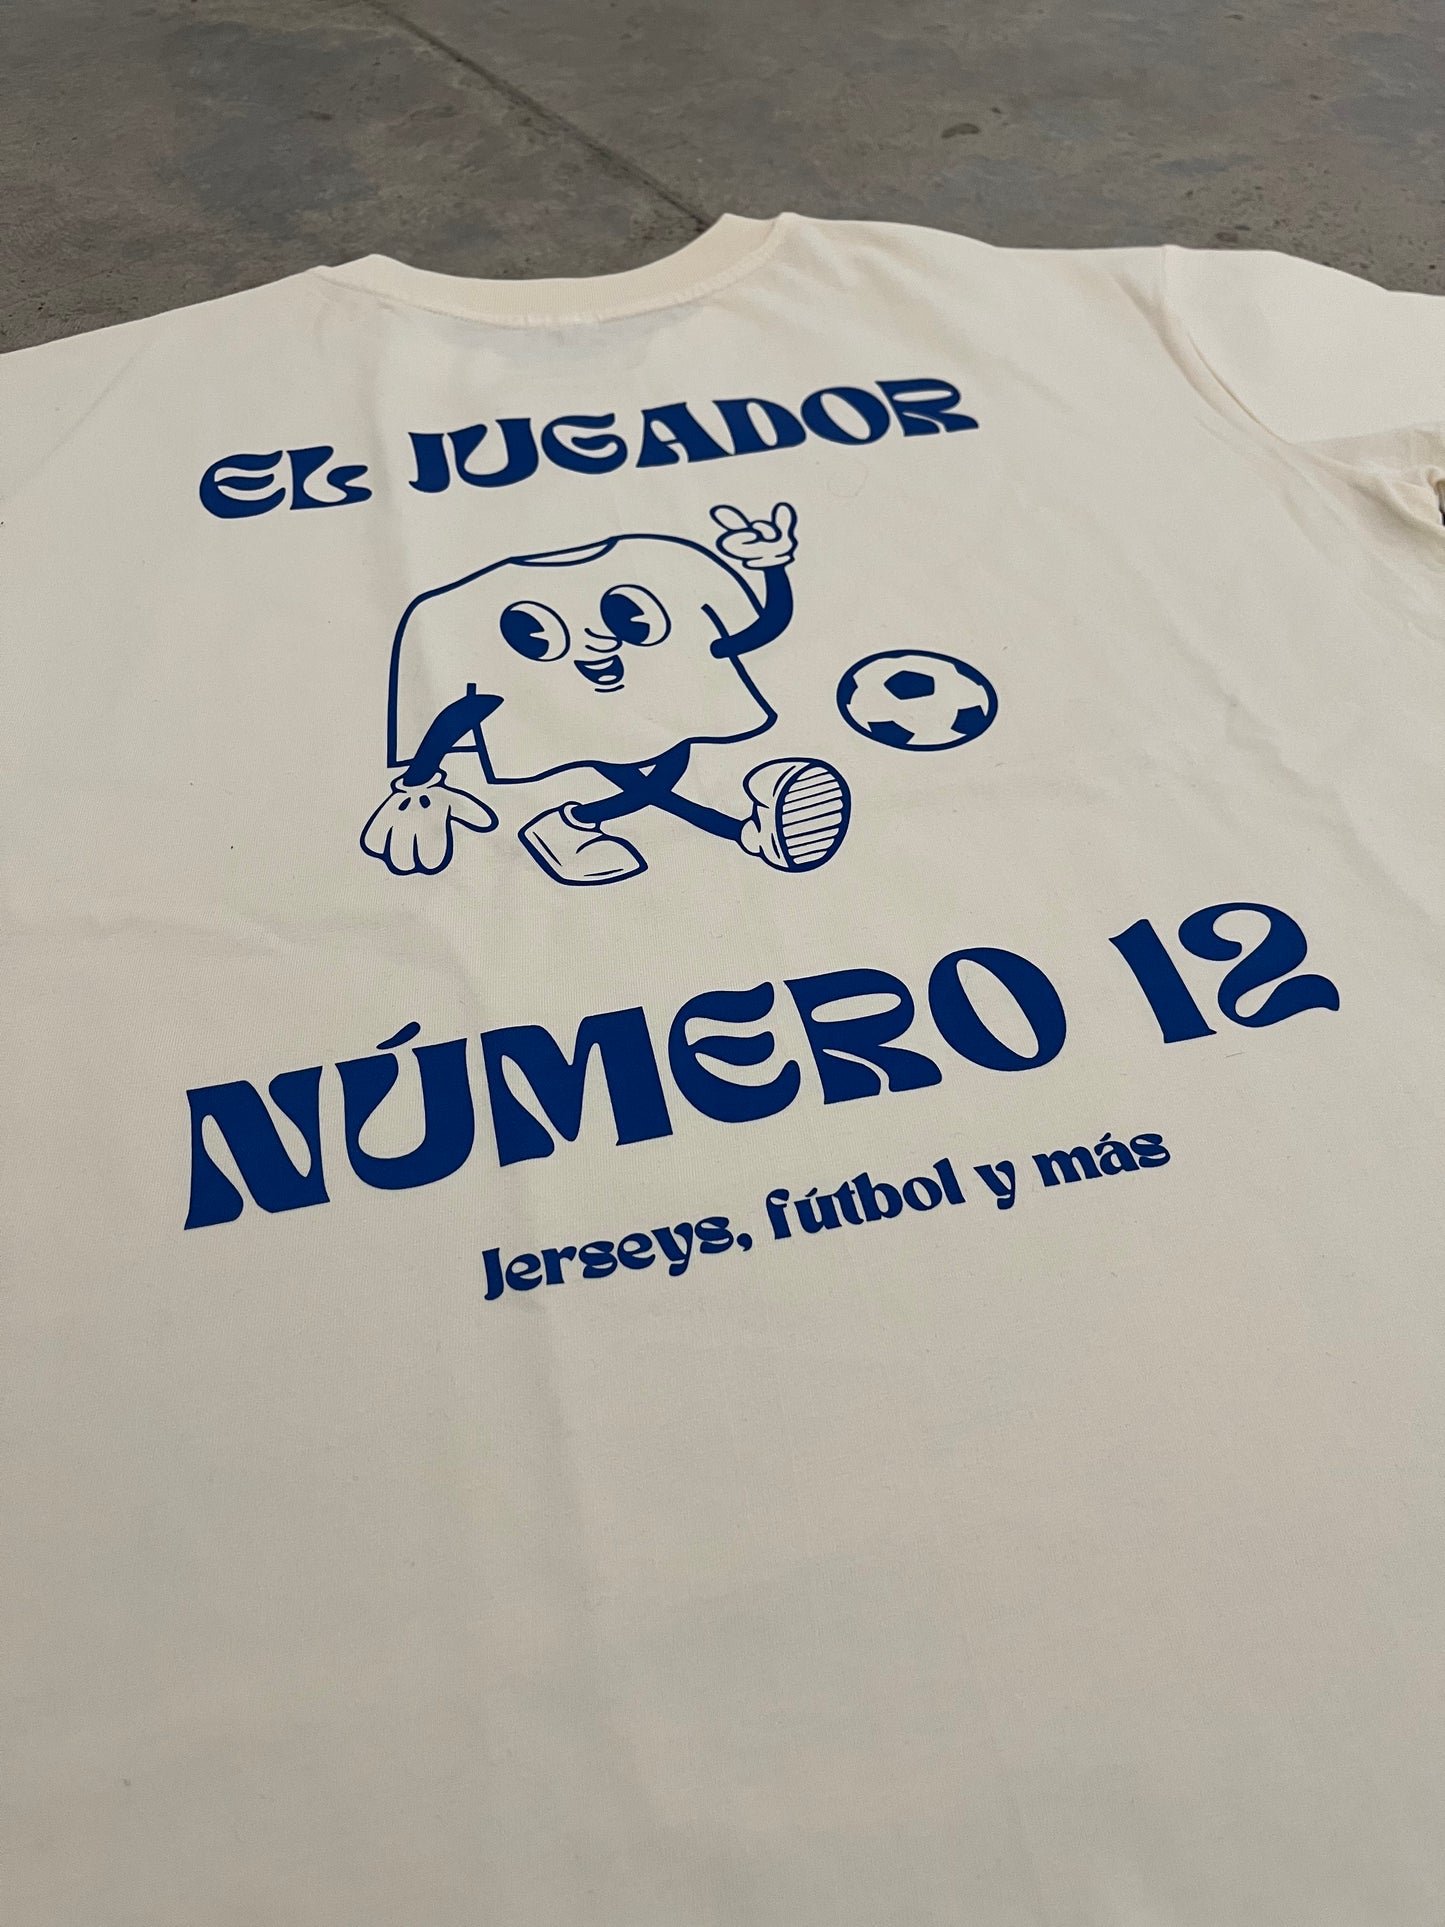 EL JUGADOR
NÚMERO 12
Jerseys, fútbol y más